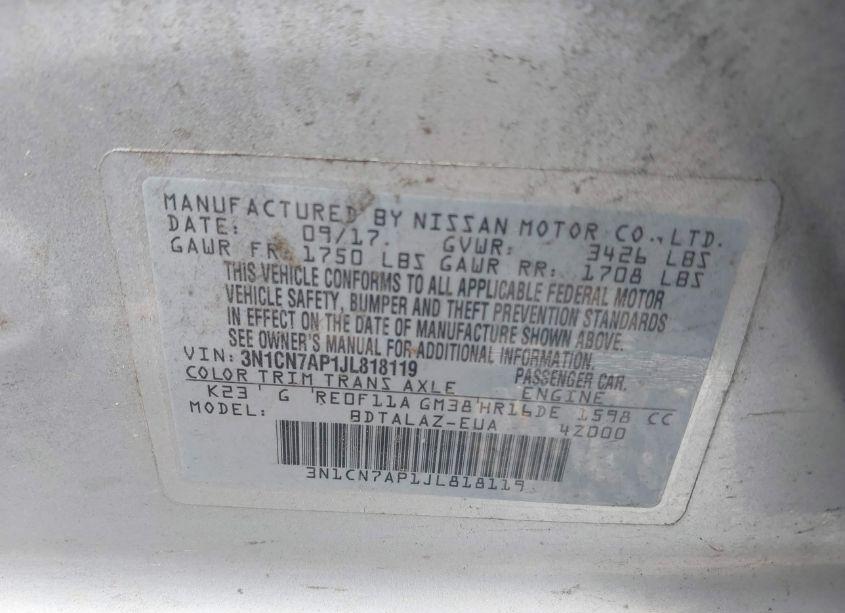 MANUFACTURED BY NISSAN MOTOR CO., LTD.
DATE: 09/17. GVWR: 3426 LBS
GAWR FR: 1750 LBS GAWR RR: 1708 LBS
THIS VEHICLE CONFORMS TO ALL APPLICABLE FEDERAL MOTOR
VEHICLE SAFETY, BUMPER AND THEFT PREVENTION STANDARDS
IN EFFECT ON THE DATE OF MANUFACTURE SHOWN ABOVE.
SEE OWNER'S MANUAL FOR ADDITIONAL INFORMATION.
VIN: 3N1CN7AP1JL818119 PASSENGER CAR.
COLOR TRIM TRANS AXLE ENGINE
K23 G RE0F11A GM38 HR16DE 1598 CC
MODEL: BDTALAZ-EUA 4Z000
3N1CN7AP1JL818119